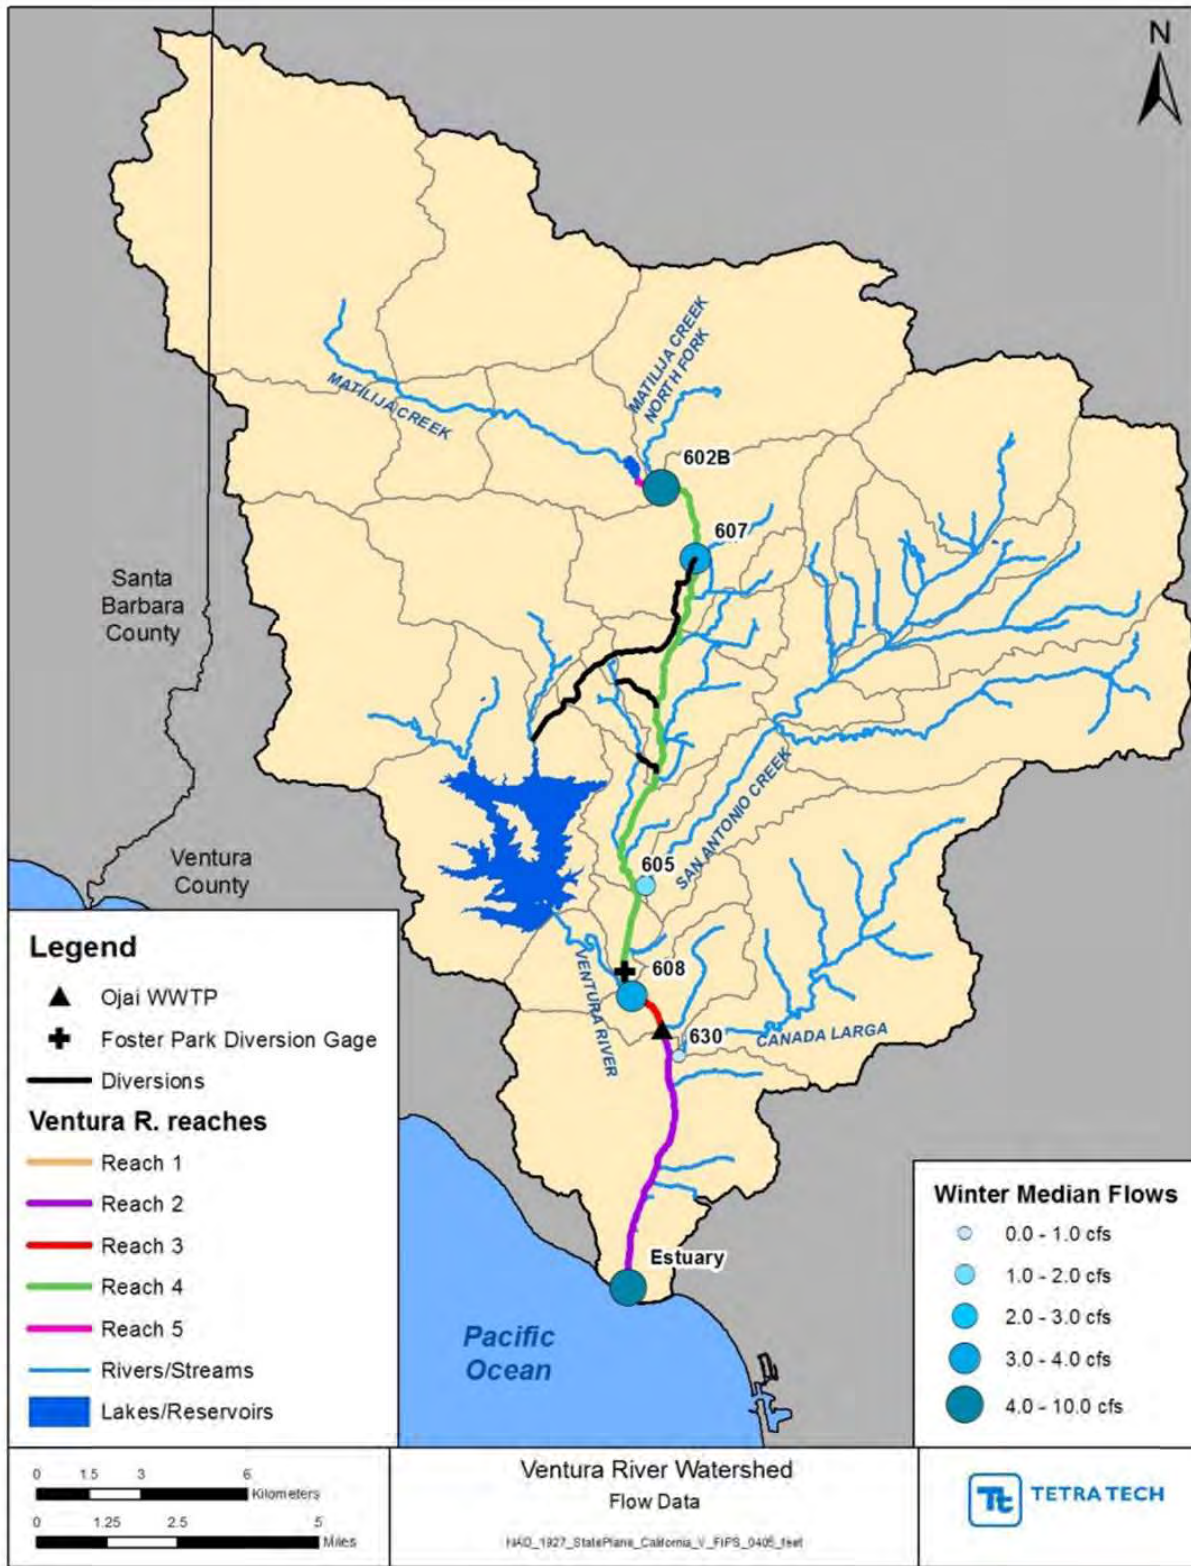 N
MATILIJA CREEK
NORTH FORK
MATILIJA CREEK
602B
607
Santa
Barbara
County
SAN ANTONIO CREEK
605
Ventura
County
608
VENTURA RIVER
630
CANADA LARGA
Estuary
Pacific
Ocean
Legend
Ojai WWTP
Foster Park Diversion Gage
Diversions
Ventura R. reaches
Reach 1
Reach 2
Reach 3
Reach 4
Reach 5
Rivers/Streams
Lakes/Reservoirs
Winter Median Flows
0.0 - 1.0 cfs
1.0 - 2.0 cfs
2.0 - 3.0 cfs
3.0 - 4.0 cfs
4.0 - 10.0 cfs
0 1.5 3 6
Kilometers
0 1.25 2.5 5
Miles
Ventura River Watershed
Flow Data
NAD_1927_StatePlane_California_V_FIPS_0405_feet
Tt TETRA TECH